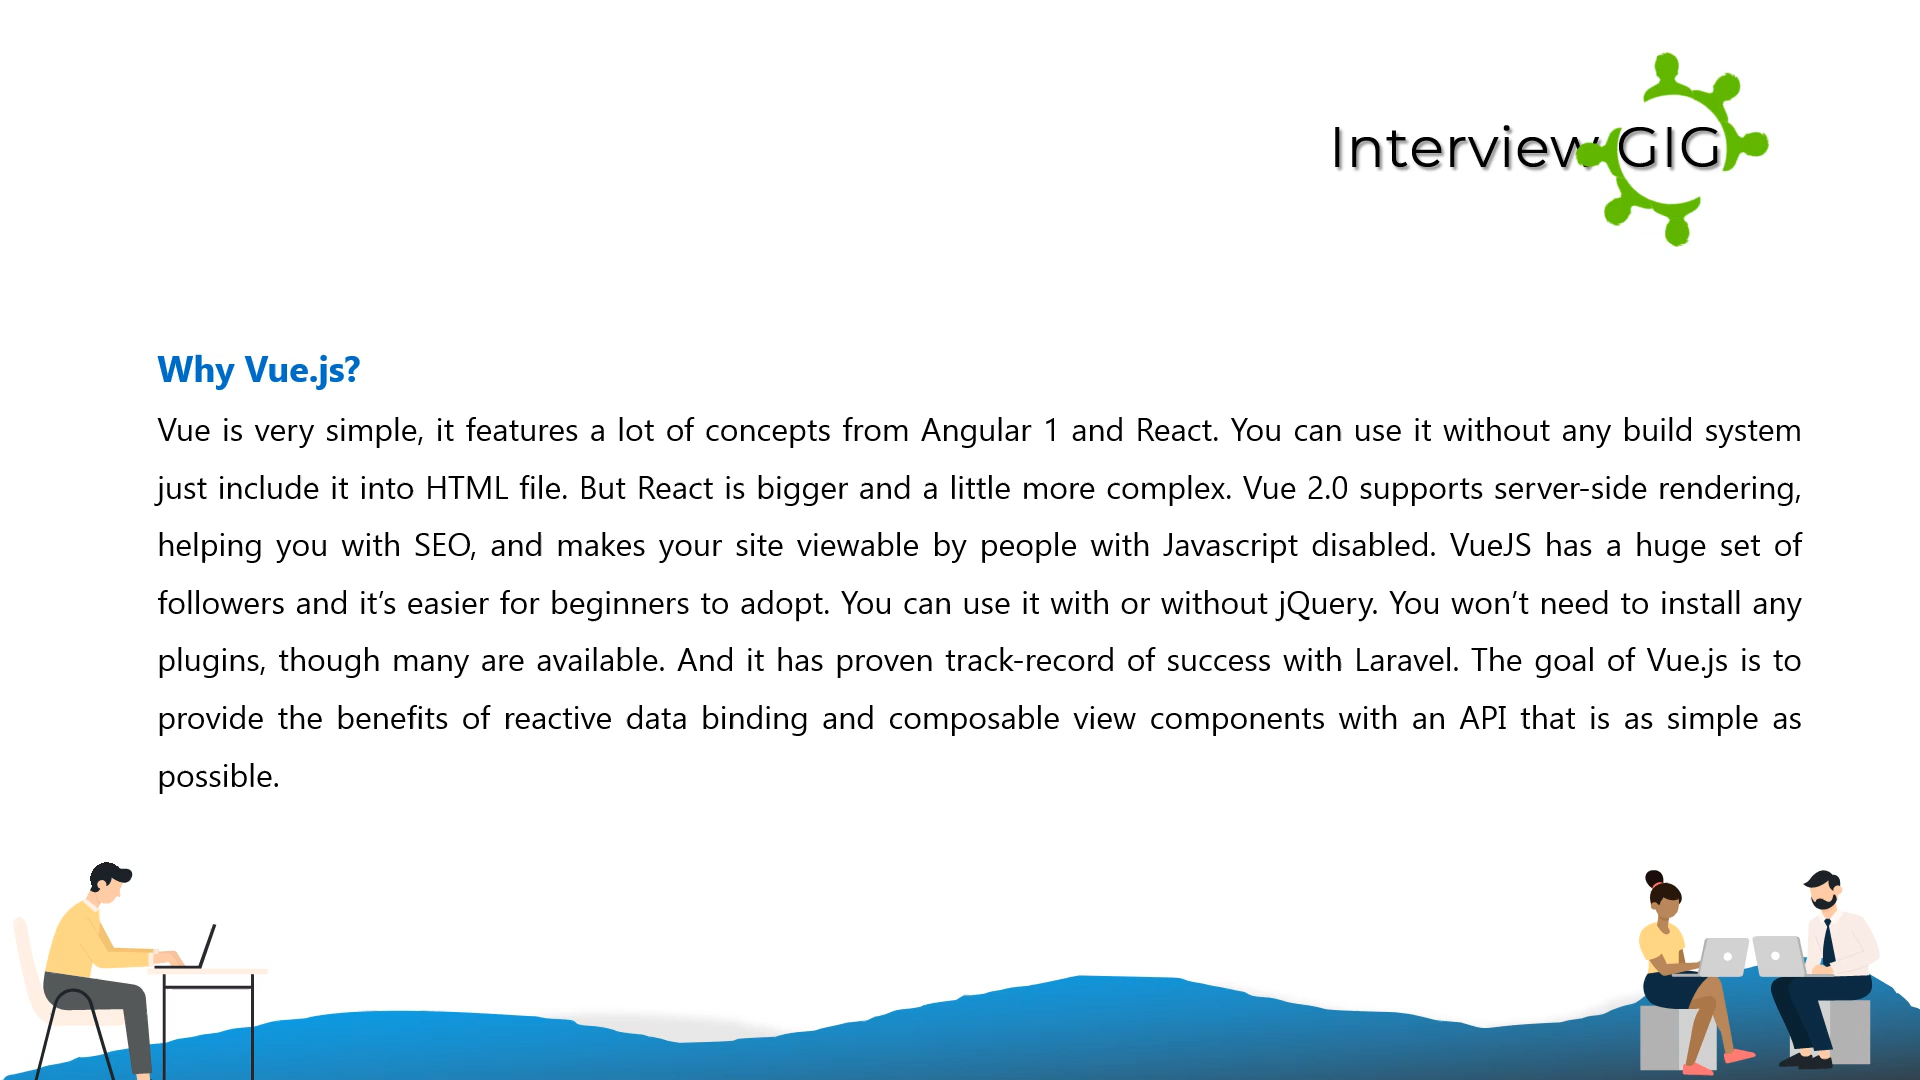 Interview GIG
Why Vue.js?
Vue is very simple, it features a lot of concepts from Angular 1 and React. You can use it without any build system
just include it into HTML file. But React is bigger and a little more complex. Vue 2.0 supports server-side rendering,
helping you with SEO, and makes your site viewable by people with Javascript disabled. VueJS has a huge set of
followers and it’s easier for beginners to adopt. You can use it with or without jQuery. You won’t need to install any
plugins, though many are available. And it has proven track-record of success with Laravel. The goal of Vue.js is to
provide the benefits of reactive data binding and composable view components with an API that is as simple as
possible.